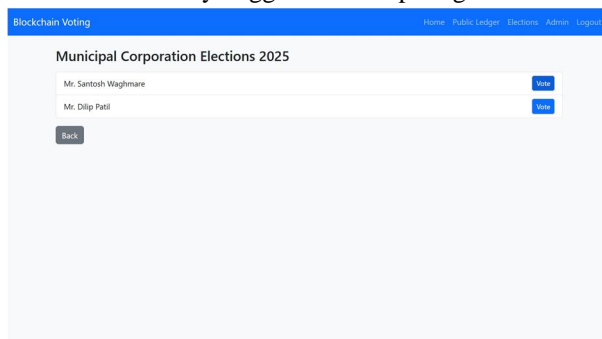 Blockchain Voting Home Public Ledger Elections Admin Logout
Municipal Corporation Elections 2025
Mr. Santosh Waghmare Vote
Mr. Dilip Patil Vote
Back